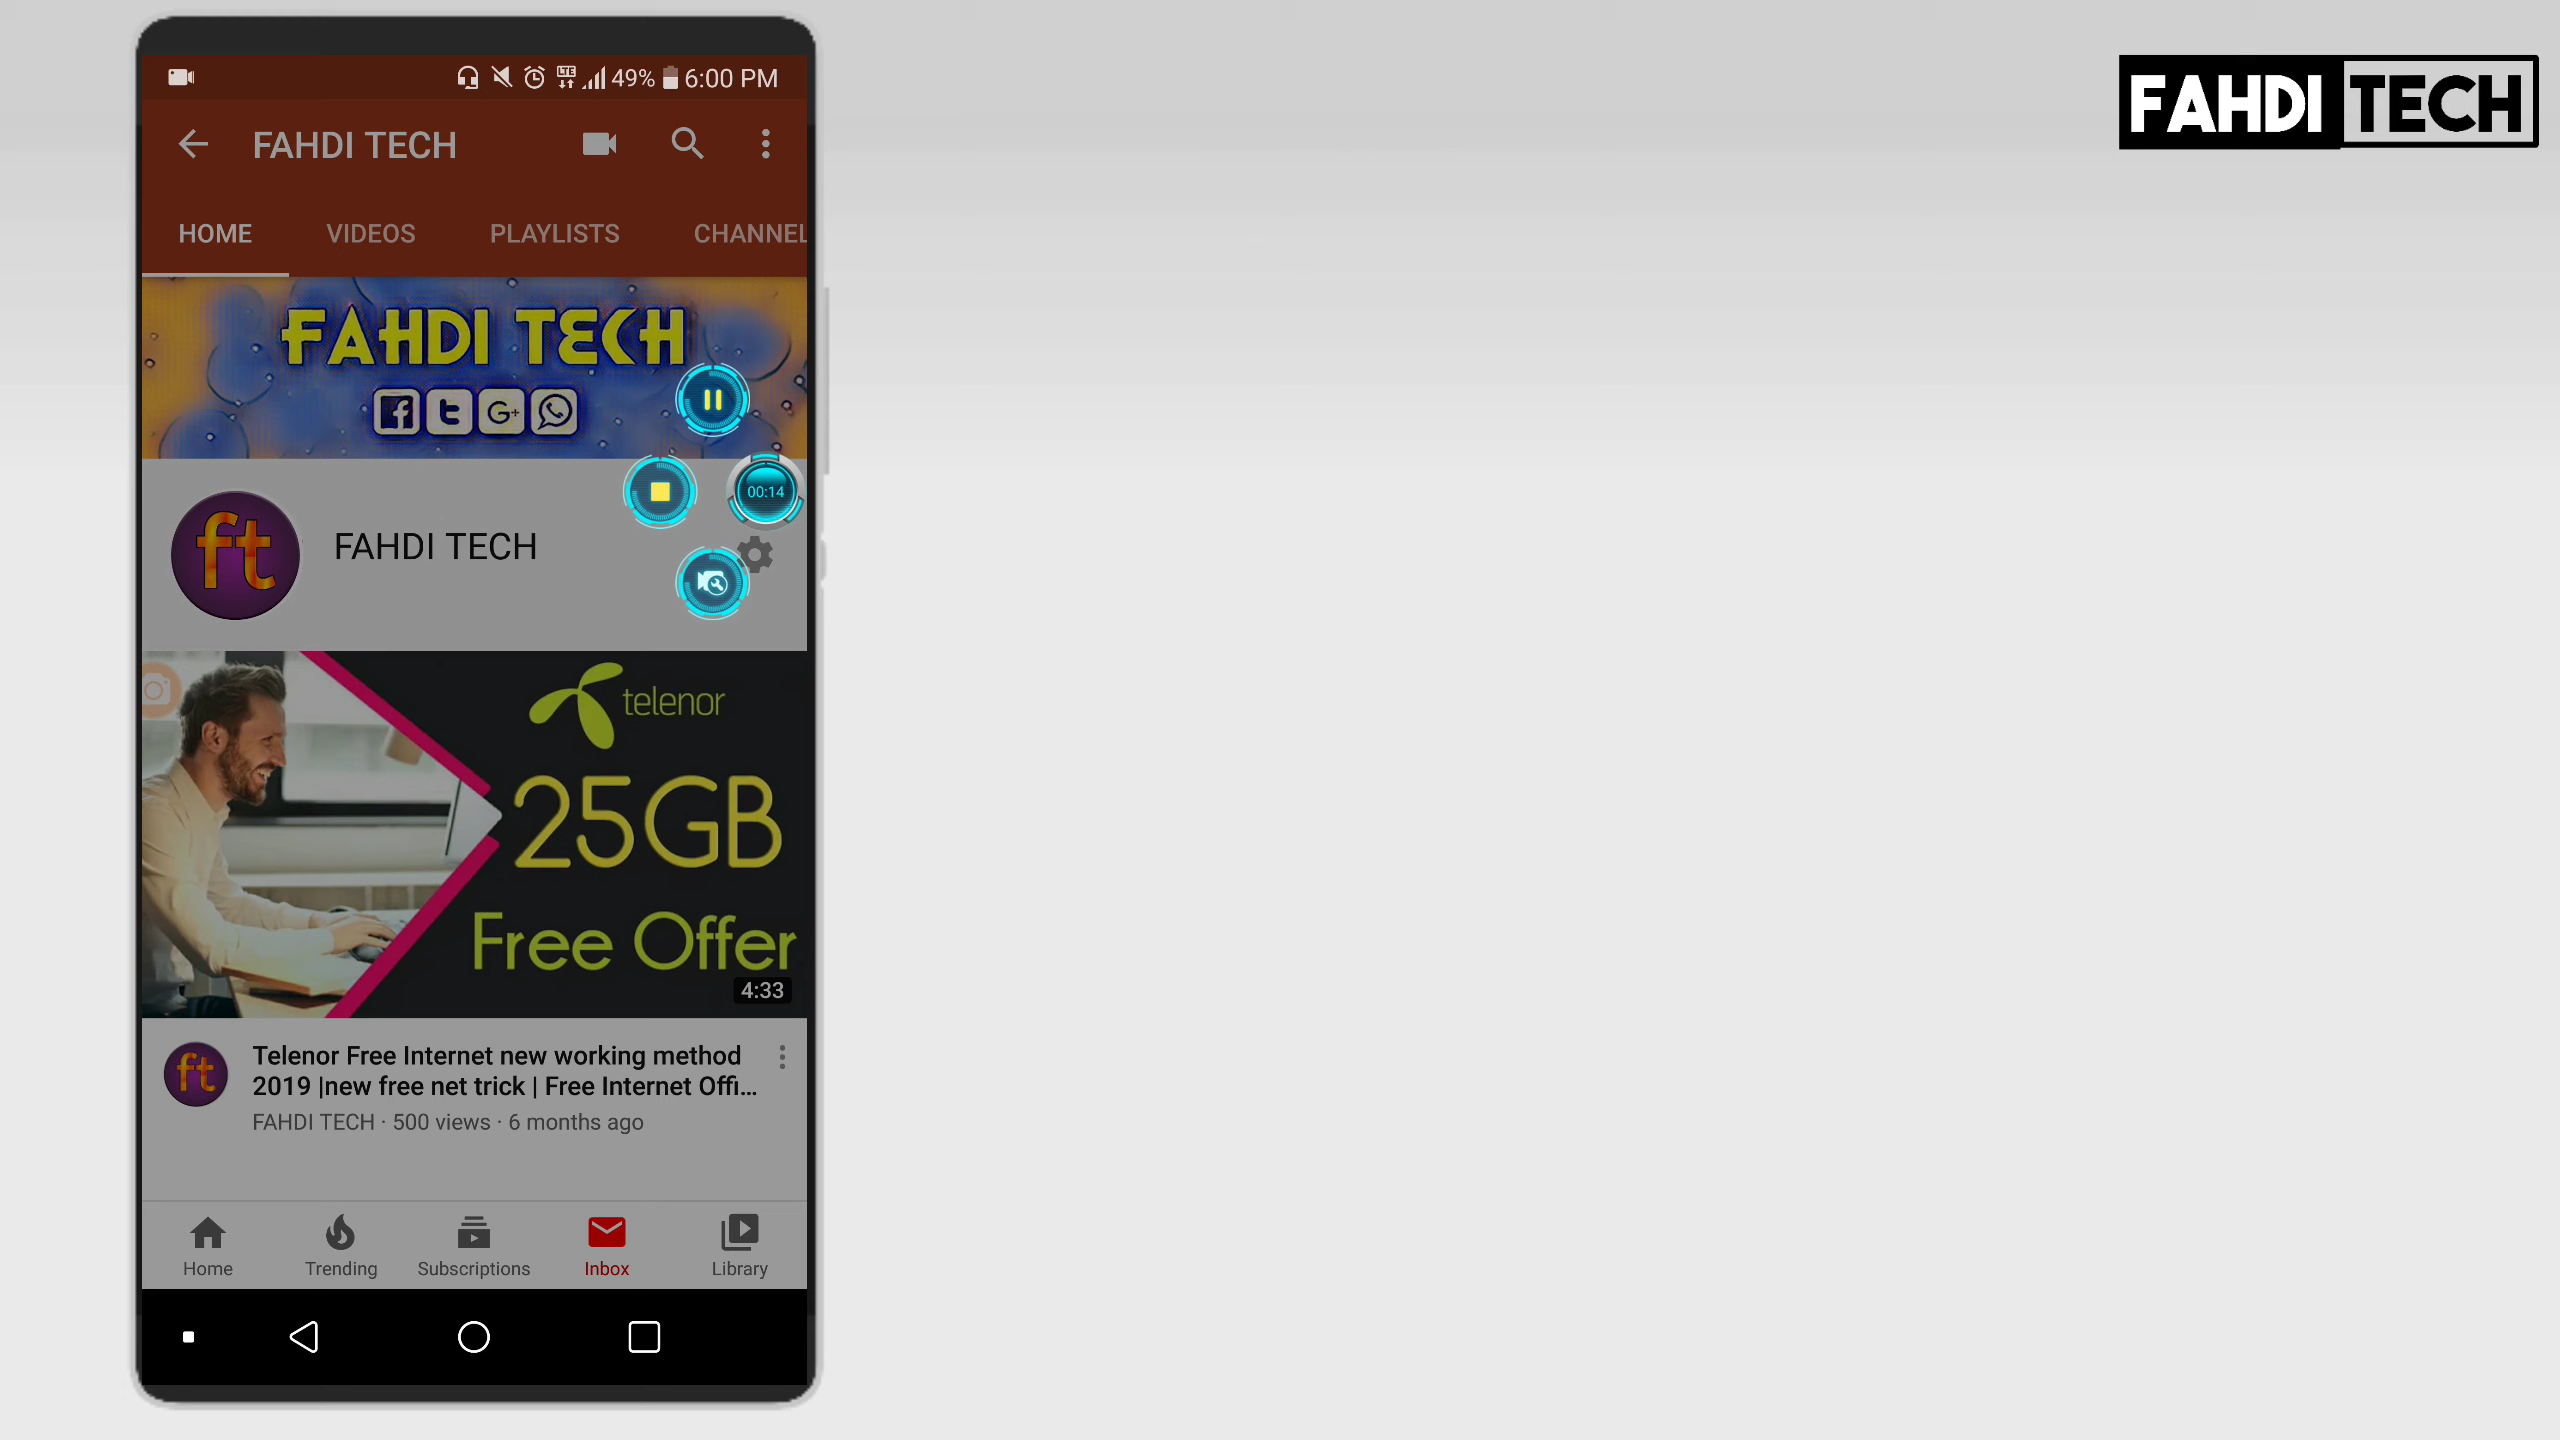 49% 6:00 PM
FAHDI TECH
FAHDI TECH
HOME VIDEOS PLAYLISTS CHANNEL
FAHDI TECH
00:14
FAHDI TECH
telenor
25GB
Free Offer
4:33
Telenor Free Internet new working method
2019 |new free net trick | Free Internet Offi...
FAHDI TECH · 500 views · 6 months ago
Home Trending Subscriptions Inbox Library